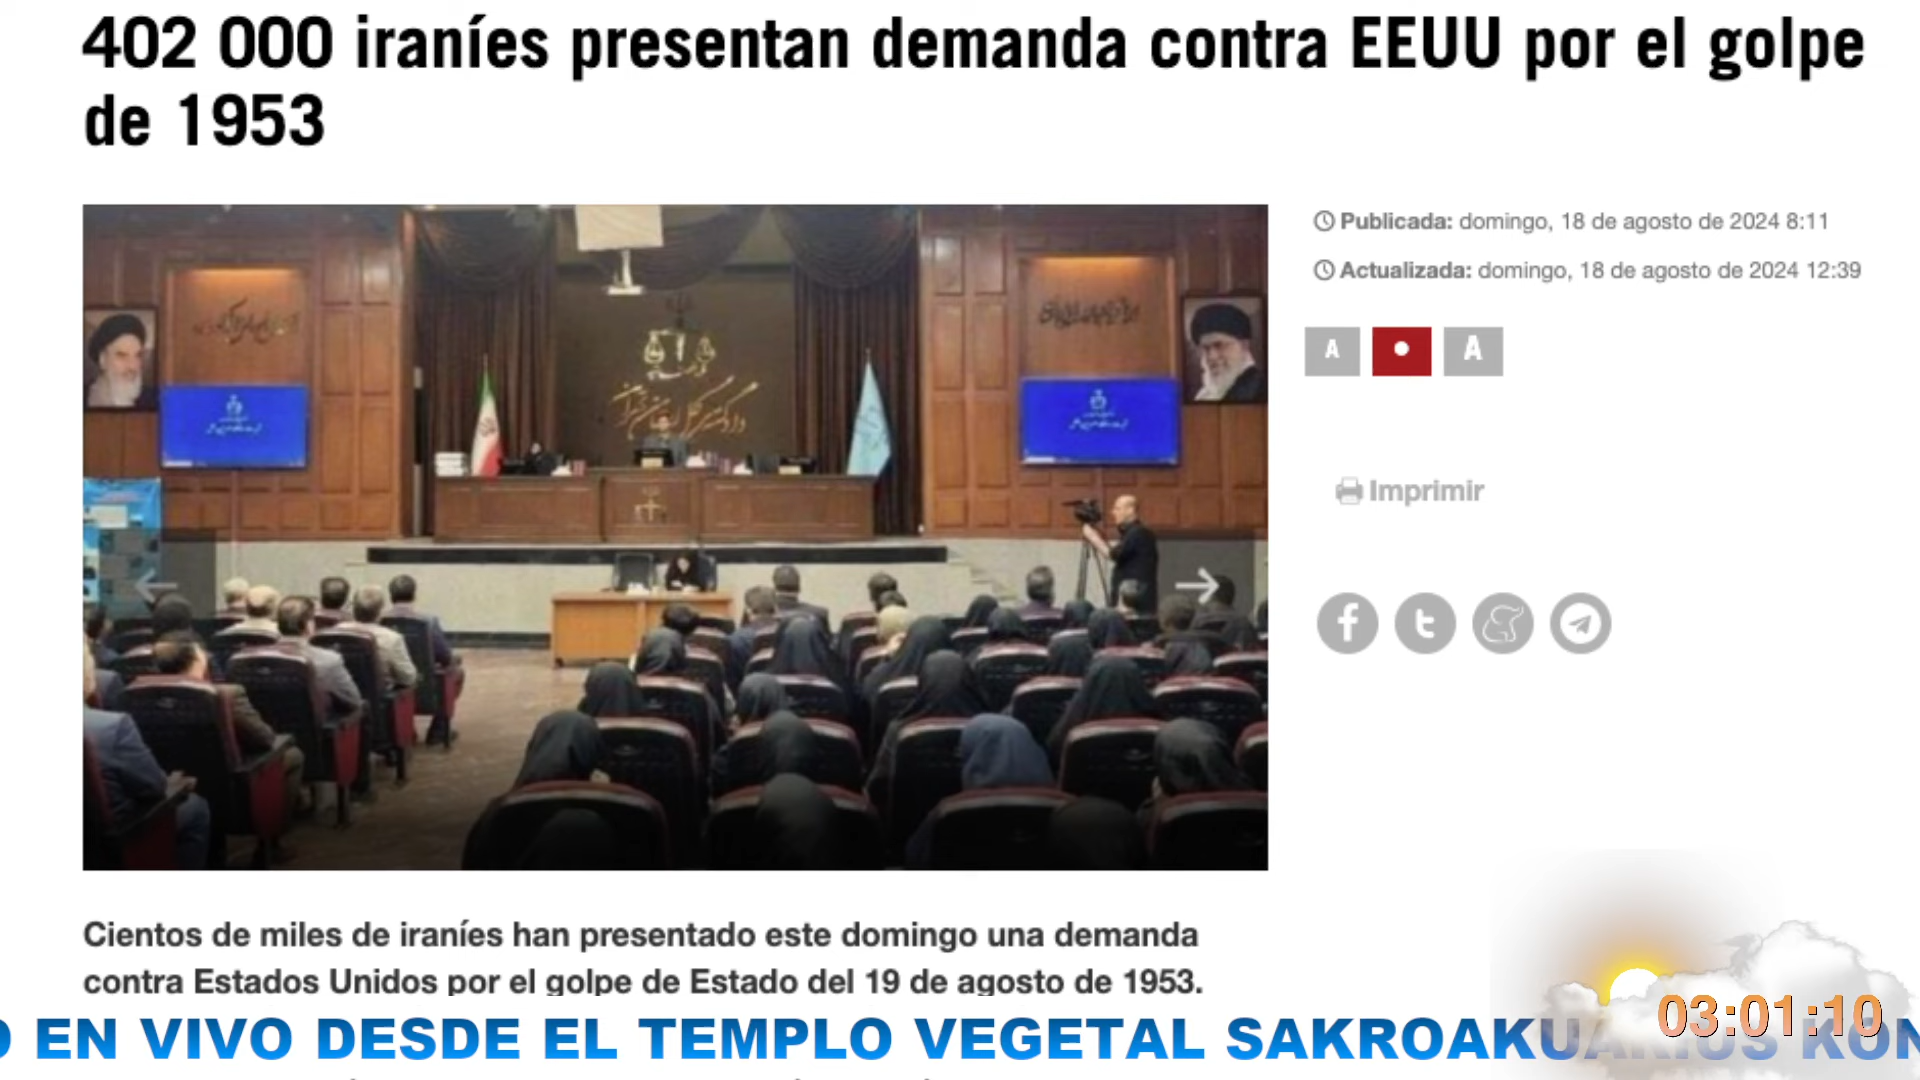 402 000 iraníes presentan demanda contra EEUU por el golpe
de 1953
Publicada: domingo, 18 de agosto de 2024 8:11
Actualizada: domingo, 18 de agosto de 2024 12:39
A
A
Imprimir
Cientos de miles de iraníes han presentado este domingo una demanda
contra Estados Unidos por el golpe de Estado del 19 de agosto de 1953.
O EN VIVO DESDE EL TEMPLO VEGETAL SAKROAKUARIUS KON
03:01:10